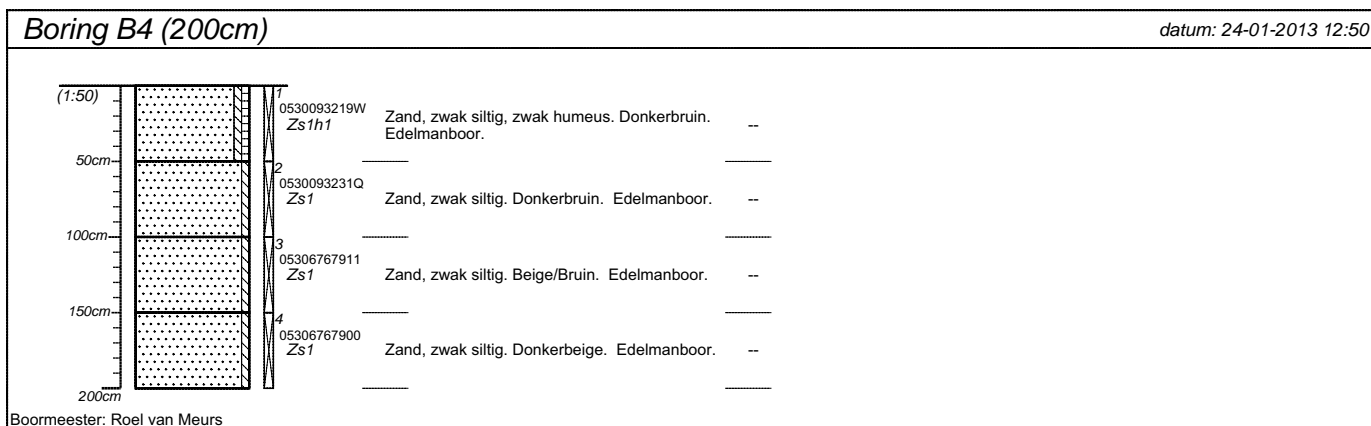 Boring B4 (200cm)
datum: 24-01-2013 12:50
(1:50)
1
0530093219W
Zs1h1
Zand, zwak siltig, zwak humeus. Donkerbruin.
Edelmanboor.
--
50cm
2
0530093231Q
Zs1
Zand, zwak siltig. Donkerbruin. Edelmanboor.
--
100cm
3
05306767911
Zs1
Zand, zwak siltig. Beige/Bruin. Edelmanboor.
--
150cm
4
05306767900
Zs1
Zand, zwak siltig. Donkerbeige. Edelmanboor.
--
200cm
Boormeester: Roel van Meurs